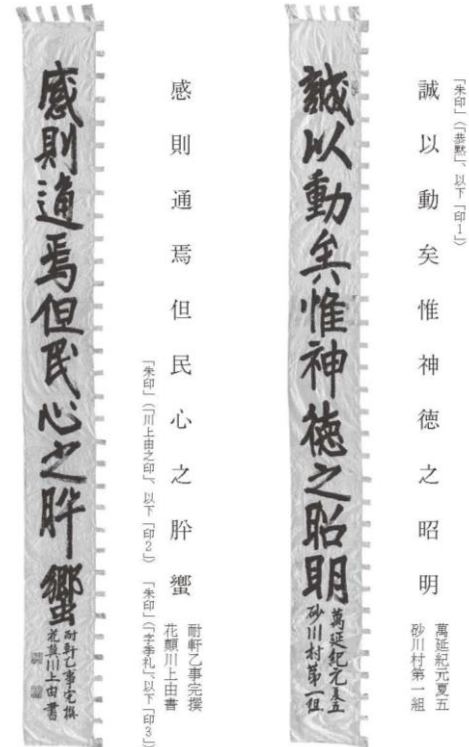 「朱印」(「恭黙」、以下「印1」)
誠以動矣惟神徳之昭明
萬延紀元夏五
砂川村第一組
誠以動矣惟神徳之昭明
萬延紀元夏五
砂川村第一組
感則通焉但民心之肸蠁
耐軒乙事完撰
花顛川上由書
「朱印」(「川上由之印」、以下「印2」)
「朱印」(「字季礼」、以下「印3」)
感則通焉但民心之肸蠁
耐軒乙事完撰
花顛川上由書